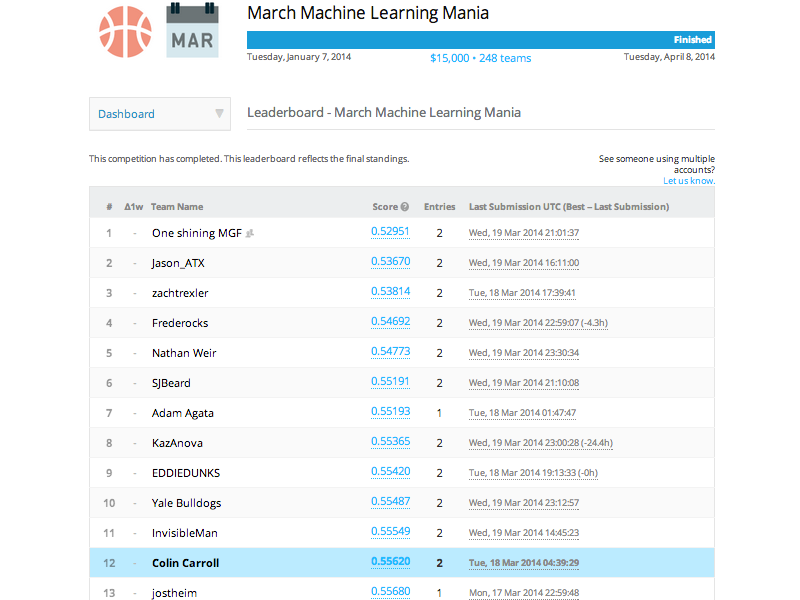 MAR
March Machine Learning Mania
Finished
Tuesday, January 7, 2014 $15,000 • 248 teams Tuesday, April 8, 2014
Dashboard
Leaderboard - March Machine Learning Mania
This competition has completed. This leaderboard reflects the final standings.
See someone using multiple
accounts?
Let us know.
# Δ1w Team Name Score Entries Last Submission UTC (Best – Last Submission)
1 - One shining MGF 0.52951 2 Wed, 19 Mar 2014 21:01:37
2 - Jason_ATX 0.53670 2 Wed, 19 Mar 2014 16:11:00
3 - zachtrexler 0.53814 2 Tue, 18 Mar 2014 17:39:41
4 - Frederocks 0.54692 2 Wed, 19 Mar 2014 22:59:07 (-4.3h)
5 - Nathan Weir 0.54773 2 Wed, 19 Mar 2014 23:30:34
6 - SJBeard 0.55191 2 Wed, 19 Mar 2014 21:10:08
7 - Adam Agata 0.55193 1 Tue, 18 Mar 2014 01:47:47
8 - KazAnova 0.55365 2 Wed, 19 Mar 2014 23:00:28 (-24.4h)
9 - EDDIEDUNKS 0.55420 2 Tue, 18 Mar 2014 19:13:33 (-0h)
10 - Yale Bulldogs 0.55487 2 Wed, 19 Mar 2014 23:12:57
11 - InvisibleMan 0.55549 2 Wed, 19 Mar 2014 14:45:23
12 - Colin Carroll 0.55620 2 Tue, 18 Mar 2014 04:39:29
13 - jostheim 0.55680 1 Mon, 17 Mar 2014 22:59:48